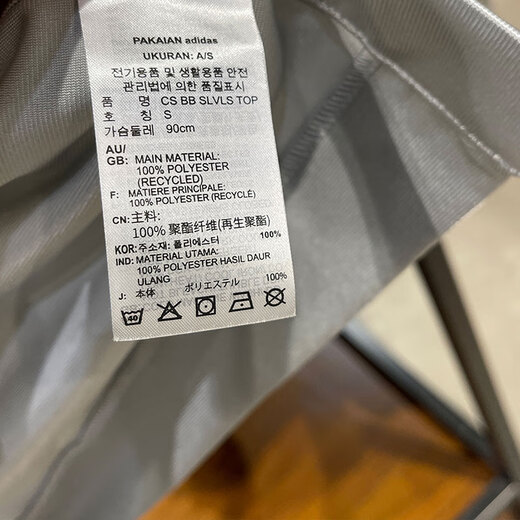 PAKAIAN adidas
UKURAN: A/S
전기용품 및 생활용품 안전
관리법에 의한 품질표시
품 명 CS BB SLVLS TOP
호 칭 S
가슴둘레 90cm
AU/
GB: MAIN MATERIAL:
100% POLYESTER
(RECYCLED)
F: MATIERE PRINCIPALE:
100% POLYESTER (RECYCLÉ)
CN: 主料:
100% 聚酯纤维(再生聚酯)
KOR: 주소재: 폴리에스터 100%
IND: MATERIAL UTAMA:
100% POLYESTER HASIL DAUR
ULANG
J: 本体 ポリエステル 100%
40